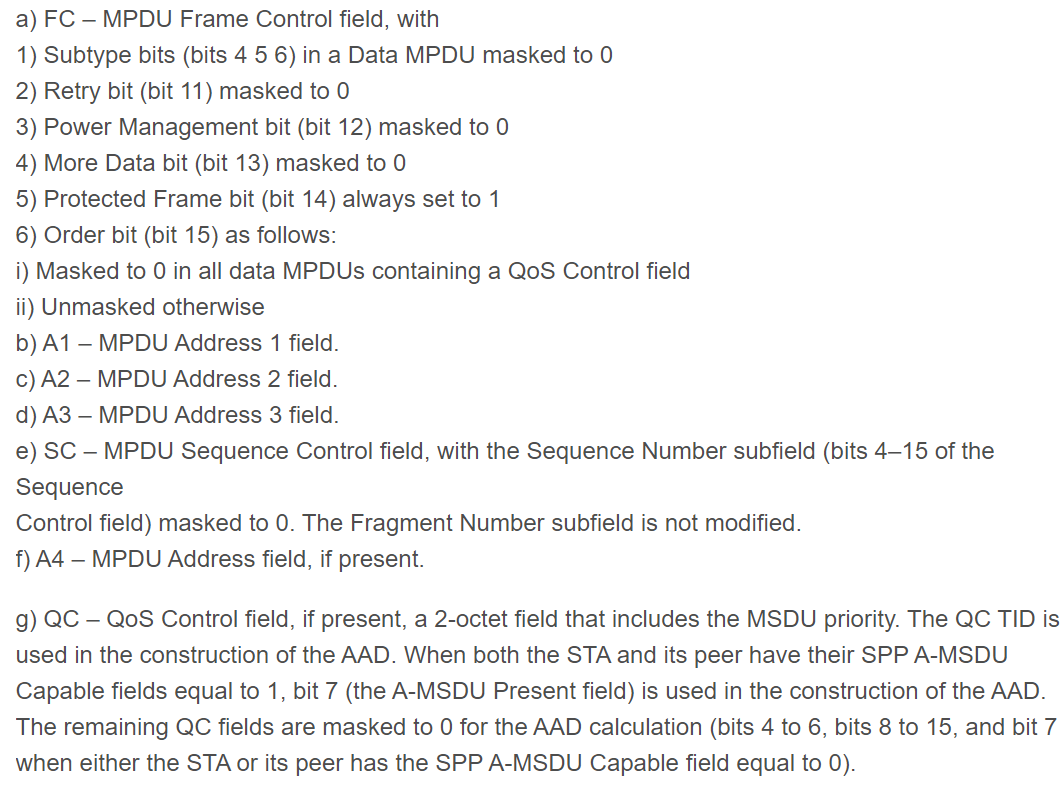 a) FC – MPDU Frame Control field, with
1) Subtype bits (bits 4 5 6) in a Data MPDU masked to 0
2) Retry bit (bit 11) masked to 0
3) Power Management bit (bit 12) masked to 0
4) More Data bit (bit 13) masked to 0
5) Protected Frame bit (bit 14) always set to 1
6) Order bit (bit 15) as follows:
i) Masked to 0 in all data MPDUs containing a QoS Control field
ii) Unmasked otherwise
b) A1 – MPDU Address 1 field.
c) A2 – MPDU Address 2 field.
d) A3 – MPDU Address 3 field.
e) SC – MPDU Sequence Control field, with the Sequence Number subfield (bits 4–15 of the
Sequence
Control field) masked to 0. The Fragment Number subfield is not modified.
f) A4 – MPDU Address field, if present.
g) QC – QoS Control field, if present, a 2-octet field that includes the MSDU priority. The QC TID is
used in the construction of the AAD. When both the STA and its peer have their SPP A-MSDU
Capable fields equal to 1, bit 7 (the A-MSDU Present field) is used in the construction of the AAD.
The remaining QC fields are masked to 0 for the AAD calculation (bits 4 to 6, bits 8 to 15, and bit 7
when either the STA or its peer has the SPP A-MSDU Capable field equal to 0).